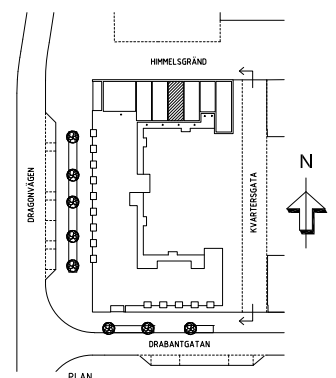 HIMMELSGRÄND
DRAGONVÄGEN
KVARTERSGATA
N
DRABANTGATAN
PLAN